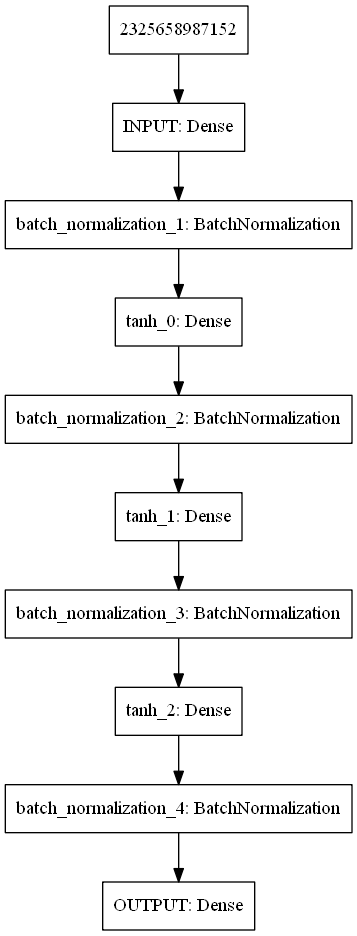 2325658987152
INPUT: Dense
batch_normalization_1: BatchNormalization
tanh_0: Dense
batch_normalization_2: BatchNormalization
tanh_1: Dense
batch_normalization_3: BatchNormalization
tanh_2: Dense
batch_normalization_4: BatchNormalization
OUTPUT: Dense